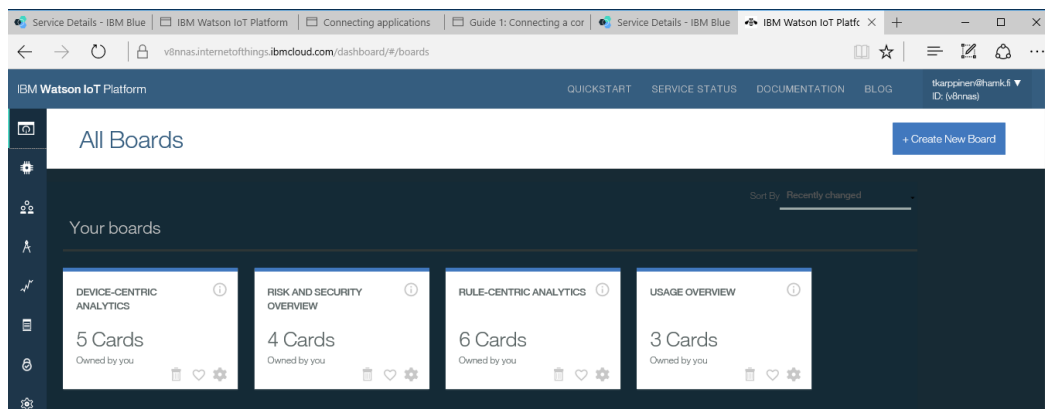 Service Details - IBM Blue
IBM Watson IoT Platform
Connecting applications
Guide 1: Connecting a cor
Service Details - IBM Blue
IBM Watson IoT Platfc
v8nnas.internetofthings.ibmcloud.com/dashboard/#/boards
IBM Watson IoT Platform
QUICKSTART
SERVICE STATUS
DOCUMENTATION
BLOG
tkarppinen@hamk.fi ▼
ID: (v8nnas)
All Boards
+ Create New Board
Sort By Recently changed
Your boards
DEVICE-CENTRIC
ANALYTICS
5 Cards
Owned by you
RISK AND SECURITY
OVERVIEW
4 Cards
Owned by you
RULE-CENTRIC ANALYTICS
6 Cards
Owned by you
USAGE OVERVIEW
3 Cards
Owned by you